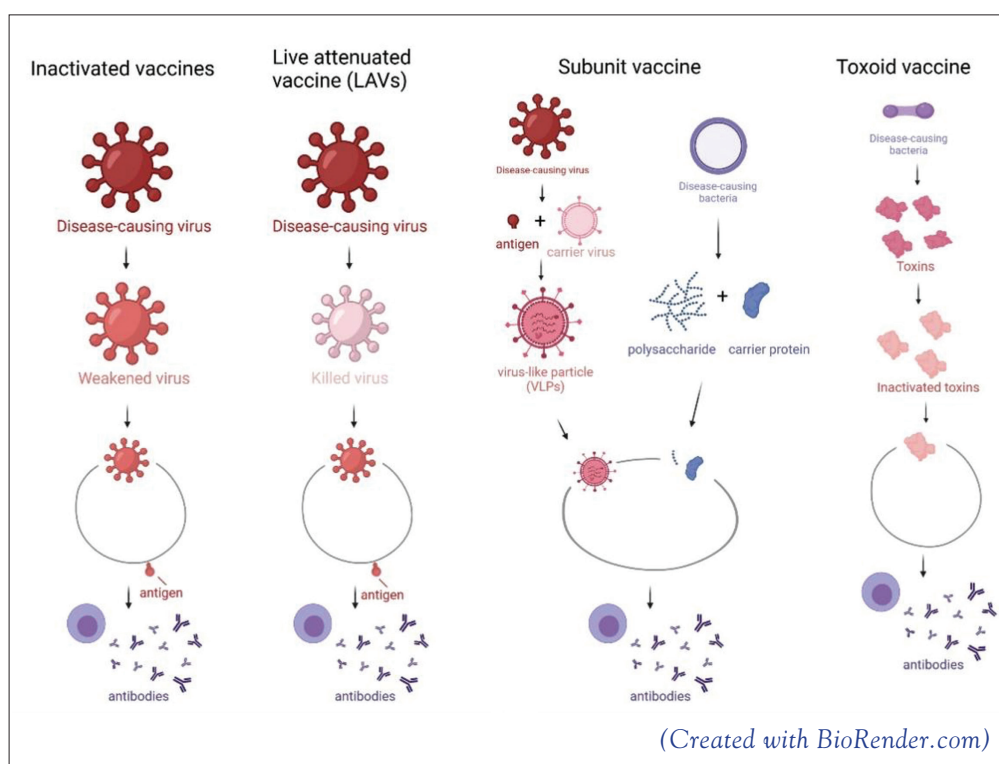 Inactivated vaccines
Disease-causing virus
Weakened virus
antigen
antibodies
Live attenuated
vaccine (LAVs)
Disease-causing virus
Killed virus
antigen
antibodies
Subunit vaccine
Disease-causing virus
+
antigen
carrier virus
virus-like particle
(VLPs)
Disease-causing
bacteria
+
polysaccharide
carrier protein
antibodies
Toxoid vaccine
Disease-causing
bacteria
Toxins
Inactivated toxins
antibodies
(Created with BioRender.com)